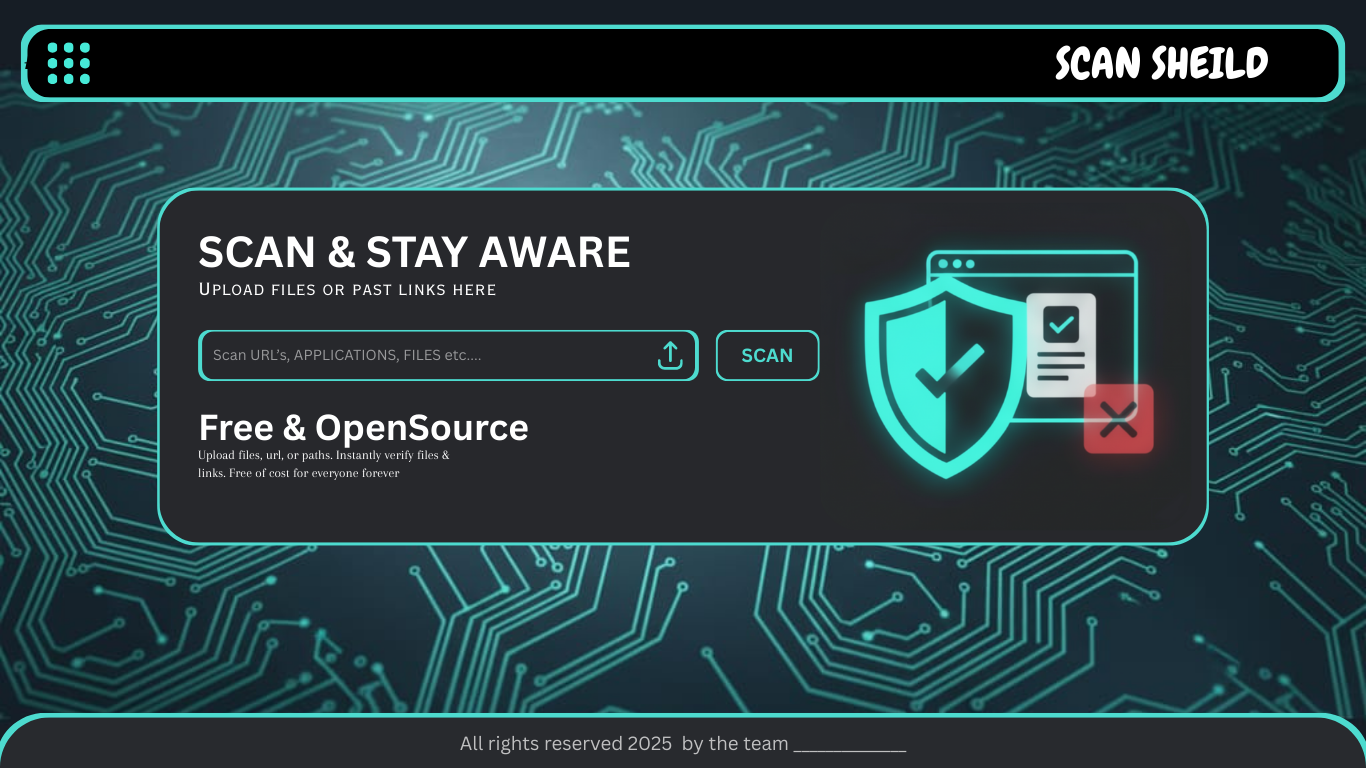 SCAN SHEILD
SCAN & STAY AWARE
UPLOAD FILES OR PAST LINKS HERE
Scan URL's, APPLICATIONS, FILES etc....
SCAN
Free & OpenSource
Upload files, url, or paths. Instantly verify files &
links. Free of cost for everyone forever
All rights reserved 2025 by the team ____________